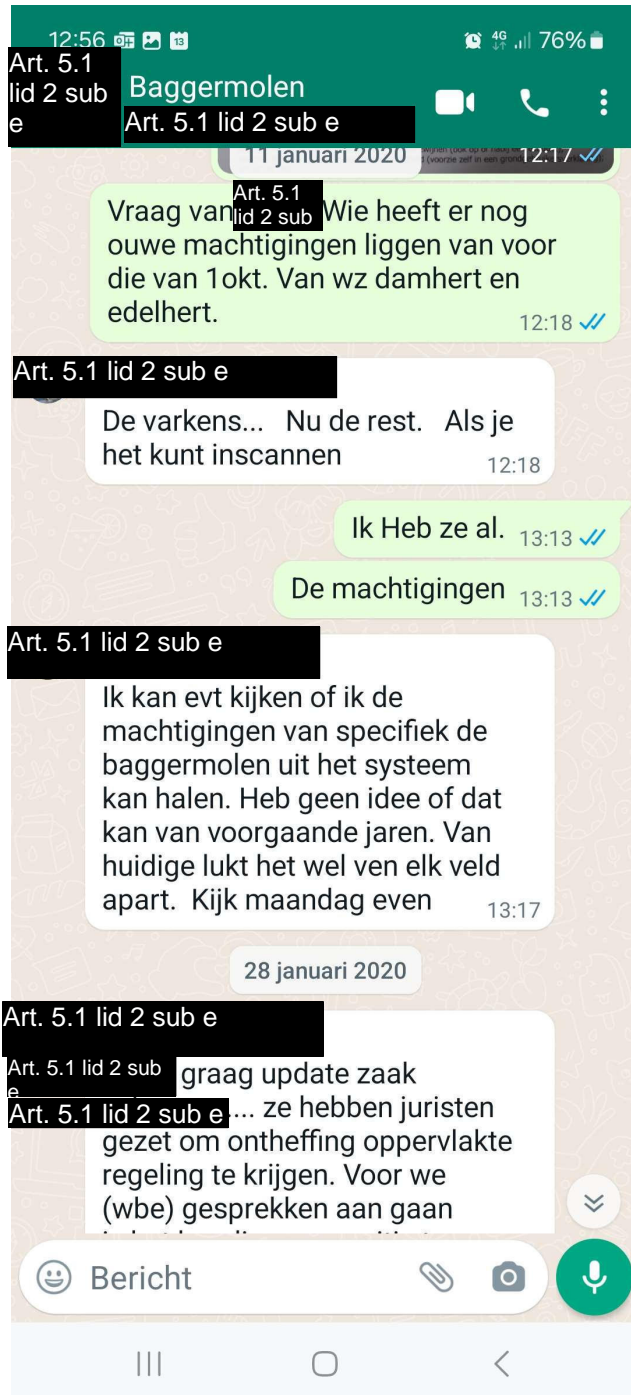 12:56 13 4G 76%
Art. 5.1
lid 2 sub
e
Baggermolen
Art. 5.1 lid 2 sub e
11 januari 2020
12:17
Art. 5.1
lid 2 sub
Vraag van Wie heeft er nog
ouwe machtigingen liggen van voor
die van 1okt. Van wz damhert en
edelhert.
12:18
Art. 5.1 lid 2 sub e
De varkens... Nu de rest. Als je
het kunt inscannen
12:18
Ik Heb ze al. 13:13
De machtigingen 13:13
Art. 5.1 lid 2 sub e
Ik kan evt kijken of ik de
machtigingen van specifiek de
baggermolen uit het systeem
kan halen. Heb geen idee of dat
kan van voorgaande jaren. Van
huidige lukt het wel ven elk veld
apart. Kijk maandag even
13:17
28 januari 2020
Art. 5.1 lid 2 sub e
Art. 5.1 lid 2 sub
e
graag update zaak
Art. 5.1 lid 2 sub e
.... ze hebben juristen
gezet om ontheffing oppervlakte
regeling te krijgen. Voor we
(wbe) gesprekken aan gaan
Bericht